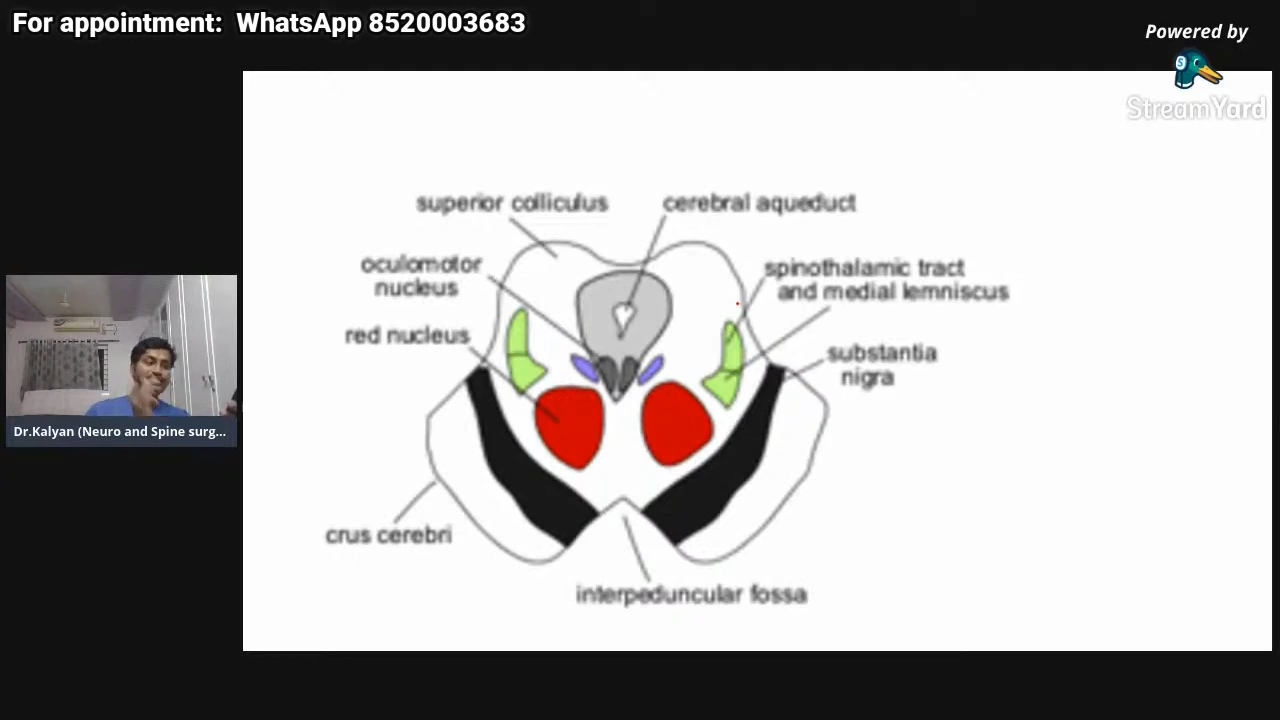 For appointment:  WhatsApp 8520003683
Powered by
StreamYard
superior colliculus
cerebral aqueduct
oculomotor
nucleus
spinothalamic tract
and medial lemniscus
red nucleus
substantia
nigra
Dr.Kalyan (Neuro and Spine surg...
crus cerebri
interpeduncular fossa